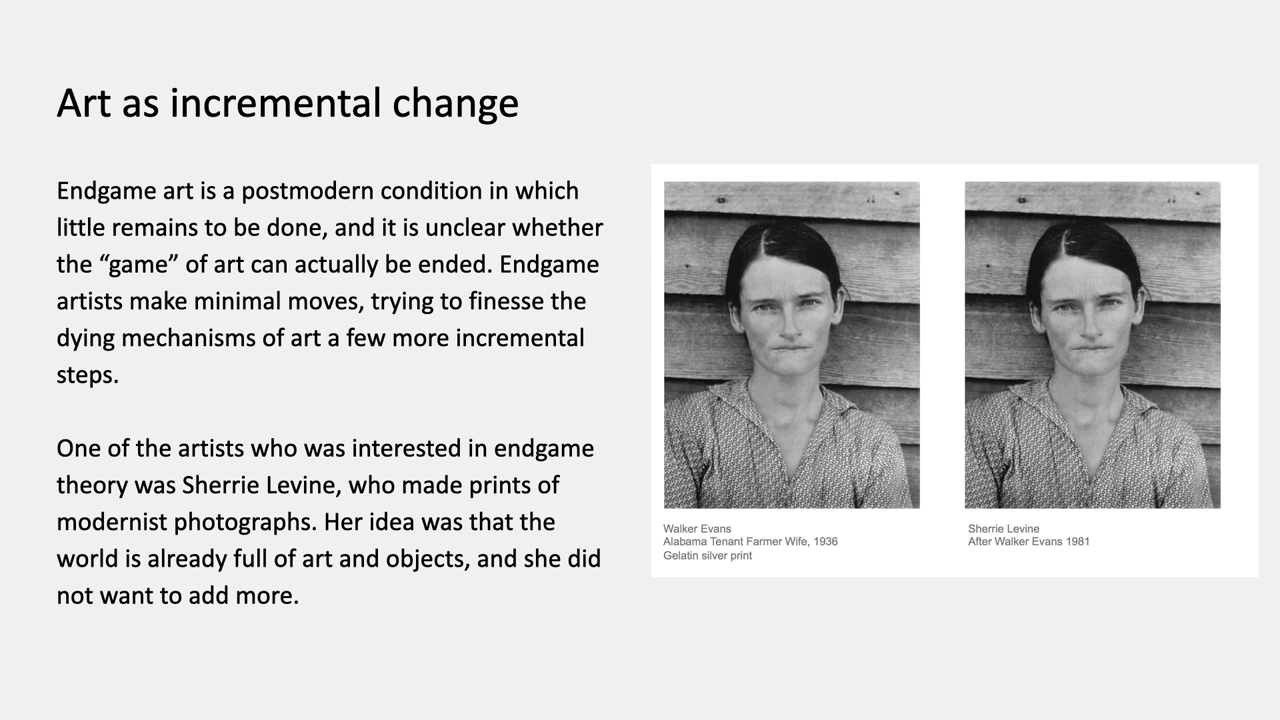 Art as incremental change
Endgame art is a postmodern condition in which
little remains to be done, and it is unclear whether
the “game” of art can actually be ended. Endgame
artists make minimal moves, trying to finesse the
dying mechanisms of art a few more incremental
steps.
One of the artists who was interested in endgame
theory was Sherrie Levine, who made prints of
modernist photographs. Her idea was that the
world is already full of art and objects, and she did
not want to add more.
Walker Evans
Alabama Tenant Farmer Wife, 1936
Gelatin silver print
Sherrie Levine
After Walker Evans 1981